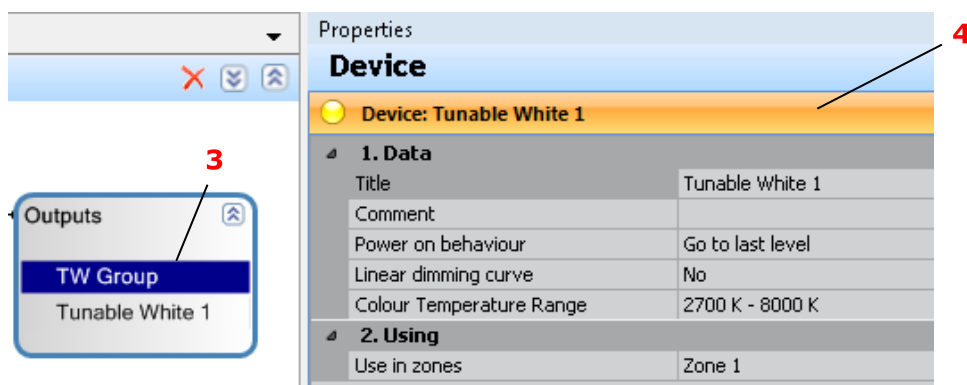 Properties
4
Device
Device: Tunable White 1
3
1. Data
Title Tunable White 1
Outputs
Comment
Power on behaviour Go to last level
TW Group
Linear dimming curve No
Tunable White 1
Colour Temperature Range 2700 K - 8000 K
2. Using
Use in zones Zone 1